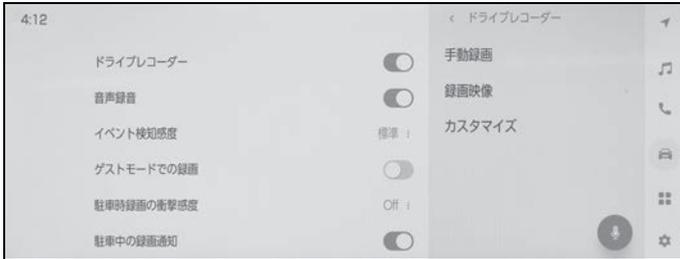 4:12
ドライブレコーダー
音声録音
イベント検知感度
標準
ゲストモードでの録画
駐車時録画の衝撃感度
Off
駐車中の録画通知
< ドライブレコーダー
手動録画
録画映像
カスタマイズ